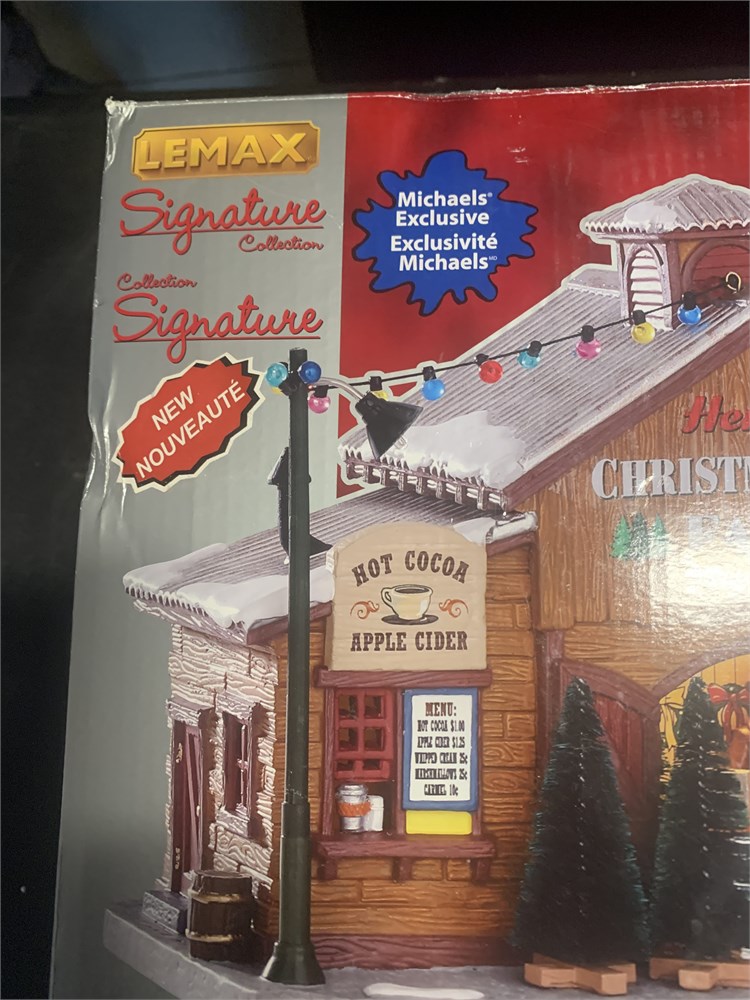 LEMAX
Signature
Collection
Collection
Signature
NEW
NOUVEAUTÉ
Michaels®
Exclusive
Exclusivité
Michaels MD
HOT COCOA
APPLE CIDER
MENU:
HOT COCOA $1.00
APPLE CIDER $1.25
WHIPPED CREAM 25¢
MARSHMALLOWS 25¢
CARMEL 10¢